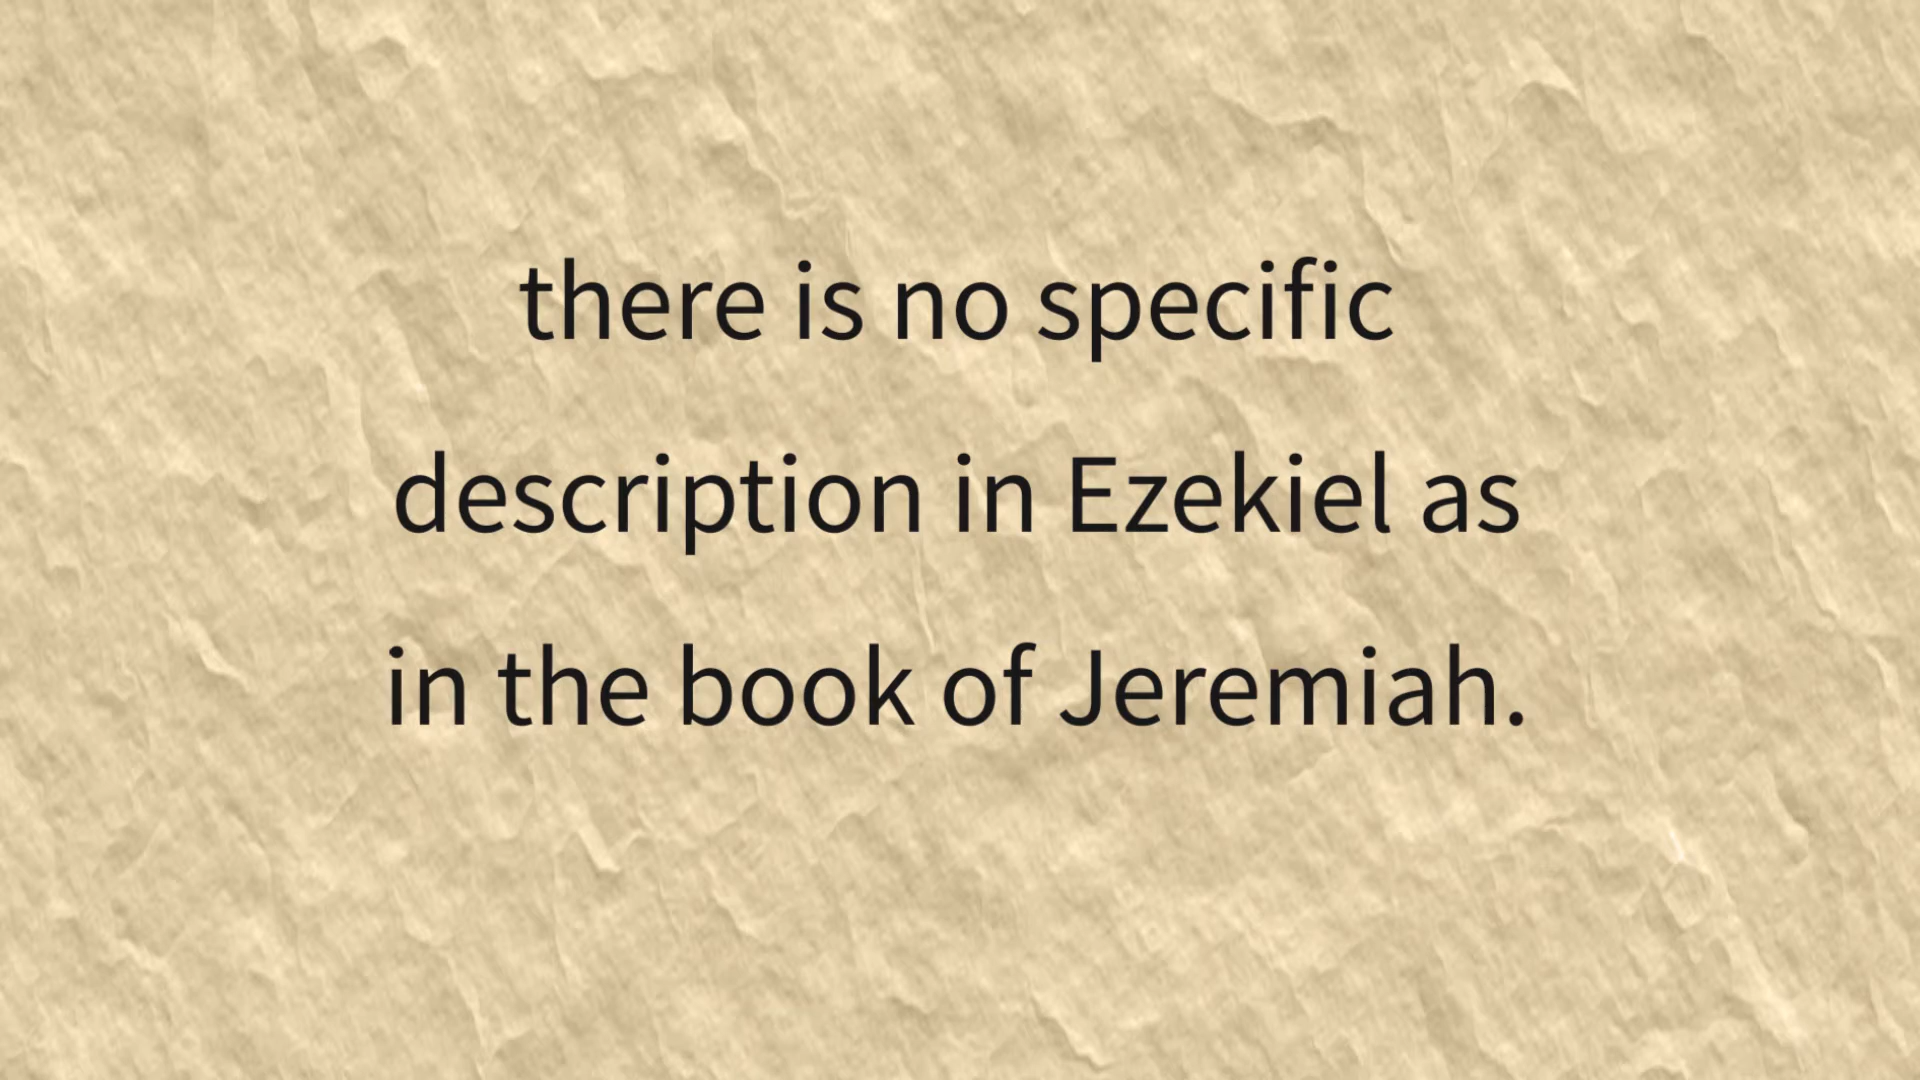 there is no specific
description in Ezekiel as
in the book of Jeremiah.